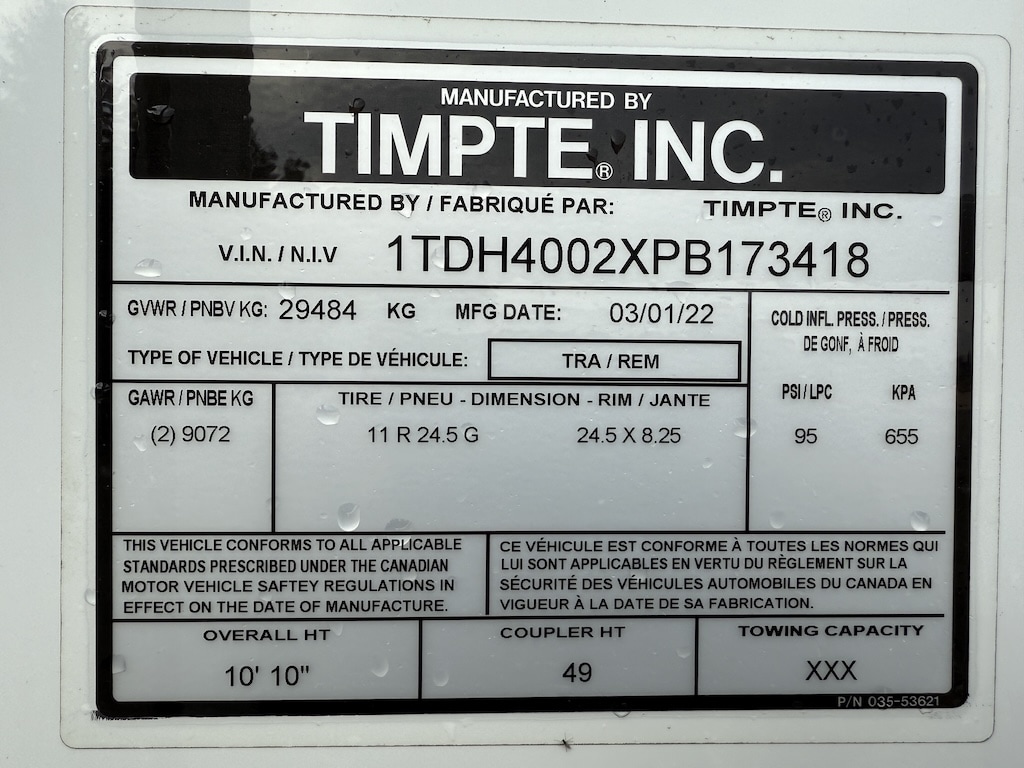 MANUFACTURED BY
TIMPTE® INC.
MANUFACTURED BY / FABRIQUÉ PAR: TIMPTE® INC.
V.I.N. / N.I.V 1TDH4002XPB173418
GVWR / PNBV KG: 29484 KG MFG DATE: 03/01/22
TYPE OF VEHICLE / TYPE DE VÉHICULE: TRA / REM
COLD INFL. PRESS. / PRESS.
DE GONF, À FROID
PSI / LPC KPA
95 655
GAWR / PNBE KG
(2) 9072
TIRE / PNEU - DIMENSION - RIM / JANTE
11 R 24.5 G 24.5 X 8.25
THIS VEHICLE CONFORMS TO ALL APPLICABLE
STANDARDS PRESCRIBED UNDER THE CANADIAN
MOTOR VEHICLE SAFTEY REGULATIONS IN
EFFECT ON THE DATE OF MANUFACTURE.
CE VÉHICULE EST CONFORME À TOUTES LES NORMES QUI
LUI SONT APPLICABLES EN VERTU DU RÈGLEMENT SUR LA
SÉCURITÉ DES VÉHICULES AUTOMOBILES DU CANADA EN
VIGUEUR À LA DATE DE SA FABRICATION.
OVERALL HT
10' 10"
COUPLER HT
49
TOWING CAPACITY
XXX
P/N 035-53621